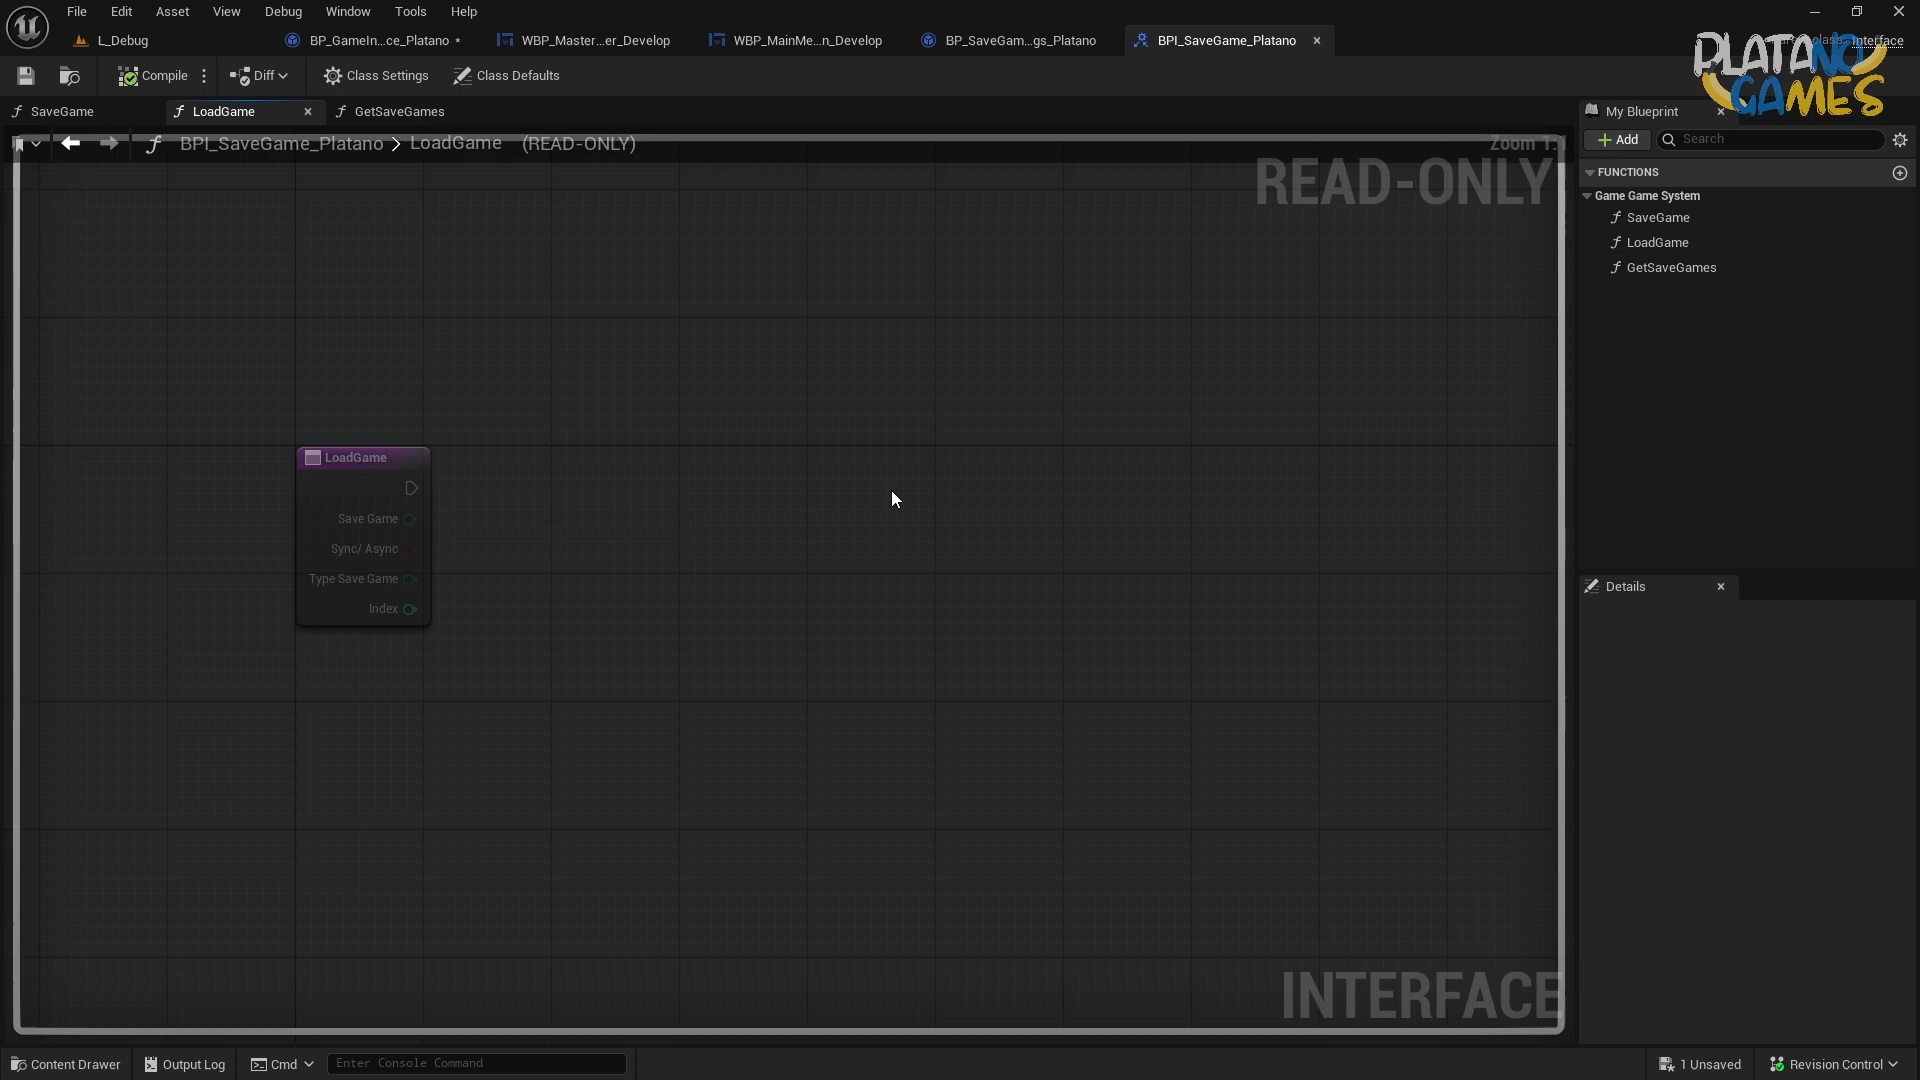 File Edit Asset View Debug Window Tools Help
L_Debug BP_GameIn...ce_Platano • WBP_Master...er_Develop WBP_MainMe...n_Develop BP_SaveGam...gs_Platano BPI_SaveGame_Platano Interface
PLATANO
GAMES
Compile Diff Class Settings Class Defaults
SaveGame LoadGame GetSaveGames My Blueprint
BPI_SaveGame_Platano > LoadGame (READ-ONLY) Zoom 1:1
Add Search
READ-ONLY
FUNCTIONS
Game Game System
SaveGame
LoadGame
GetSaveGames
LoadGame
Save Game
Sync/ Async
Type Save Game
Index
Details
INTERFACE
Content Drawer Output Log Cmd Enter Console Command 1 Unsaved Revision Control